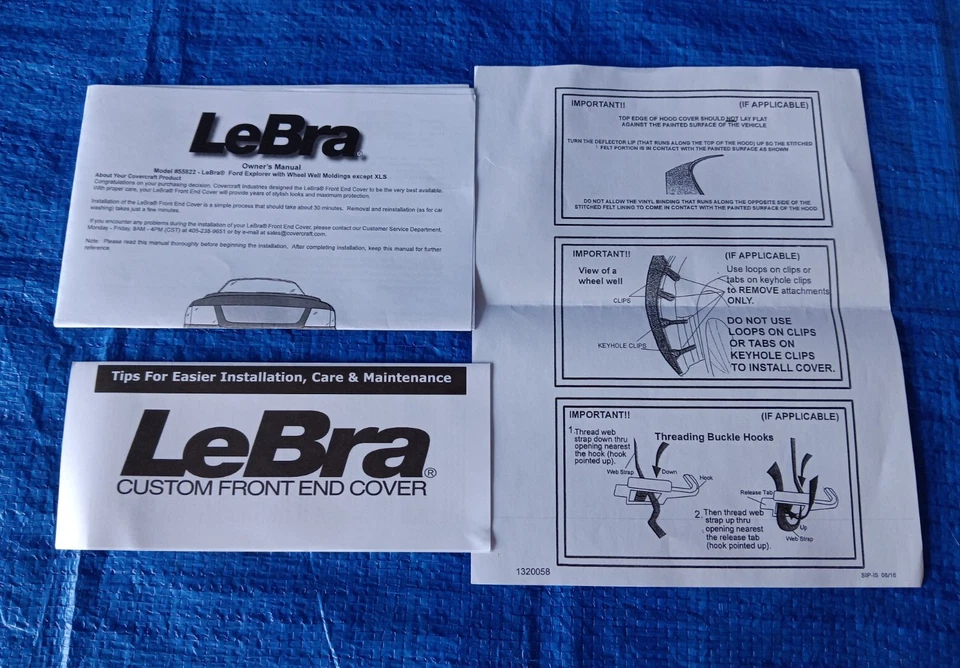 LeBra®
Owner's Manual
Model #55822 - LeBra® Ford Explorer with Wheel Well Moldings except XLS
About Your Covercraft Product
Congratulations on your purchasing decision. Covercraft Industries designed the LeBra® Front End Cover to be the very best available.
With proper care, your LeBra® Front End Cover will provide years of stylish looks and maximum protection.
Installation of the LeBra® Front End Cover is a simple process that should take about 30 minutes. Removal and reinstallation (as for car
washing) takes just a few minutes.
If you encounter any problems during the installation of your LeBra® Front End Cover, please contact our Customer Service Department,
Monday - Friday, 8AM - 4PM (CST) at 405-238-9651 or by e-mail at sales@covercraft.com.
Note: Please read this manual thoroughly before beginning the installation. After completing installation, keep this manual for further
reference.
Tips For Easier Installation, Care & Maintenance
LeBra®
CUSTOM FRONT END COVER
IMPORTANT!! (IF APPLICABLE)
TOP EDGE OF HOOD COVER SHOULD NOT LAY FLAT
AGAINST THE PAINTED SURFACE OF THE VEHICLE
TURN THE DEFLECTOR LIP (THAT RUNS ALONG THE TOP OF THE HOOD) UP SO THE STITCHED
FELT PORTION IS IN CONTACT WITH THE PAINTED SURFACE AS SHOWN
DO NOT ALLOW THE VINYL BINDING THAT RUNS ALONG THE OPPOSITE SIDE OF THE
STITCHED FELT LINING TO COME IN CONTACT WITH THE PAINTED SURFACE OF THE HOOD
IMPORTANT!! (IF APPLICABLE)
View of a
wheel well
CLIPS
KEYHOLE CLIPS
Use loops on clips or
tabs on keyhole clips
to REMOVE attachments
ONLY.
DO NOT USE
LOOPS ON CLIPS
OR TABS ON
KEYHOLE CLIPS
TO INSTALL COVER.
IMPORTANT!! (IF APPLICABLE)
Threading Buckle Hooks
1. Thread web
strap down thru
opening nearest
the hook (hook
pointed up).
Web Strap
Down
Hook
Release Tab
2. Then thread web
strap up thru
opening nearest
the release tab
(hook pointed up).
Up
Web Strap
1320058
SIP-IS 06/16